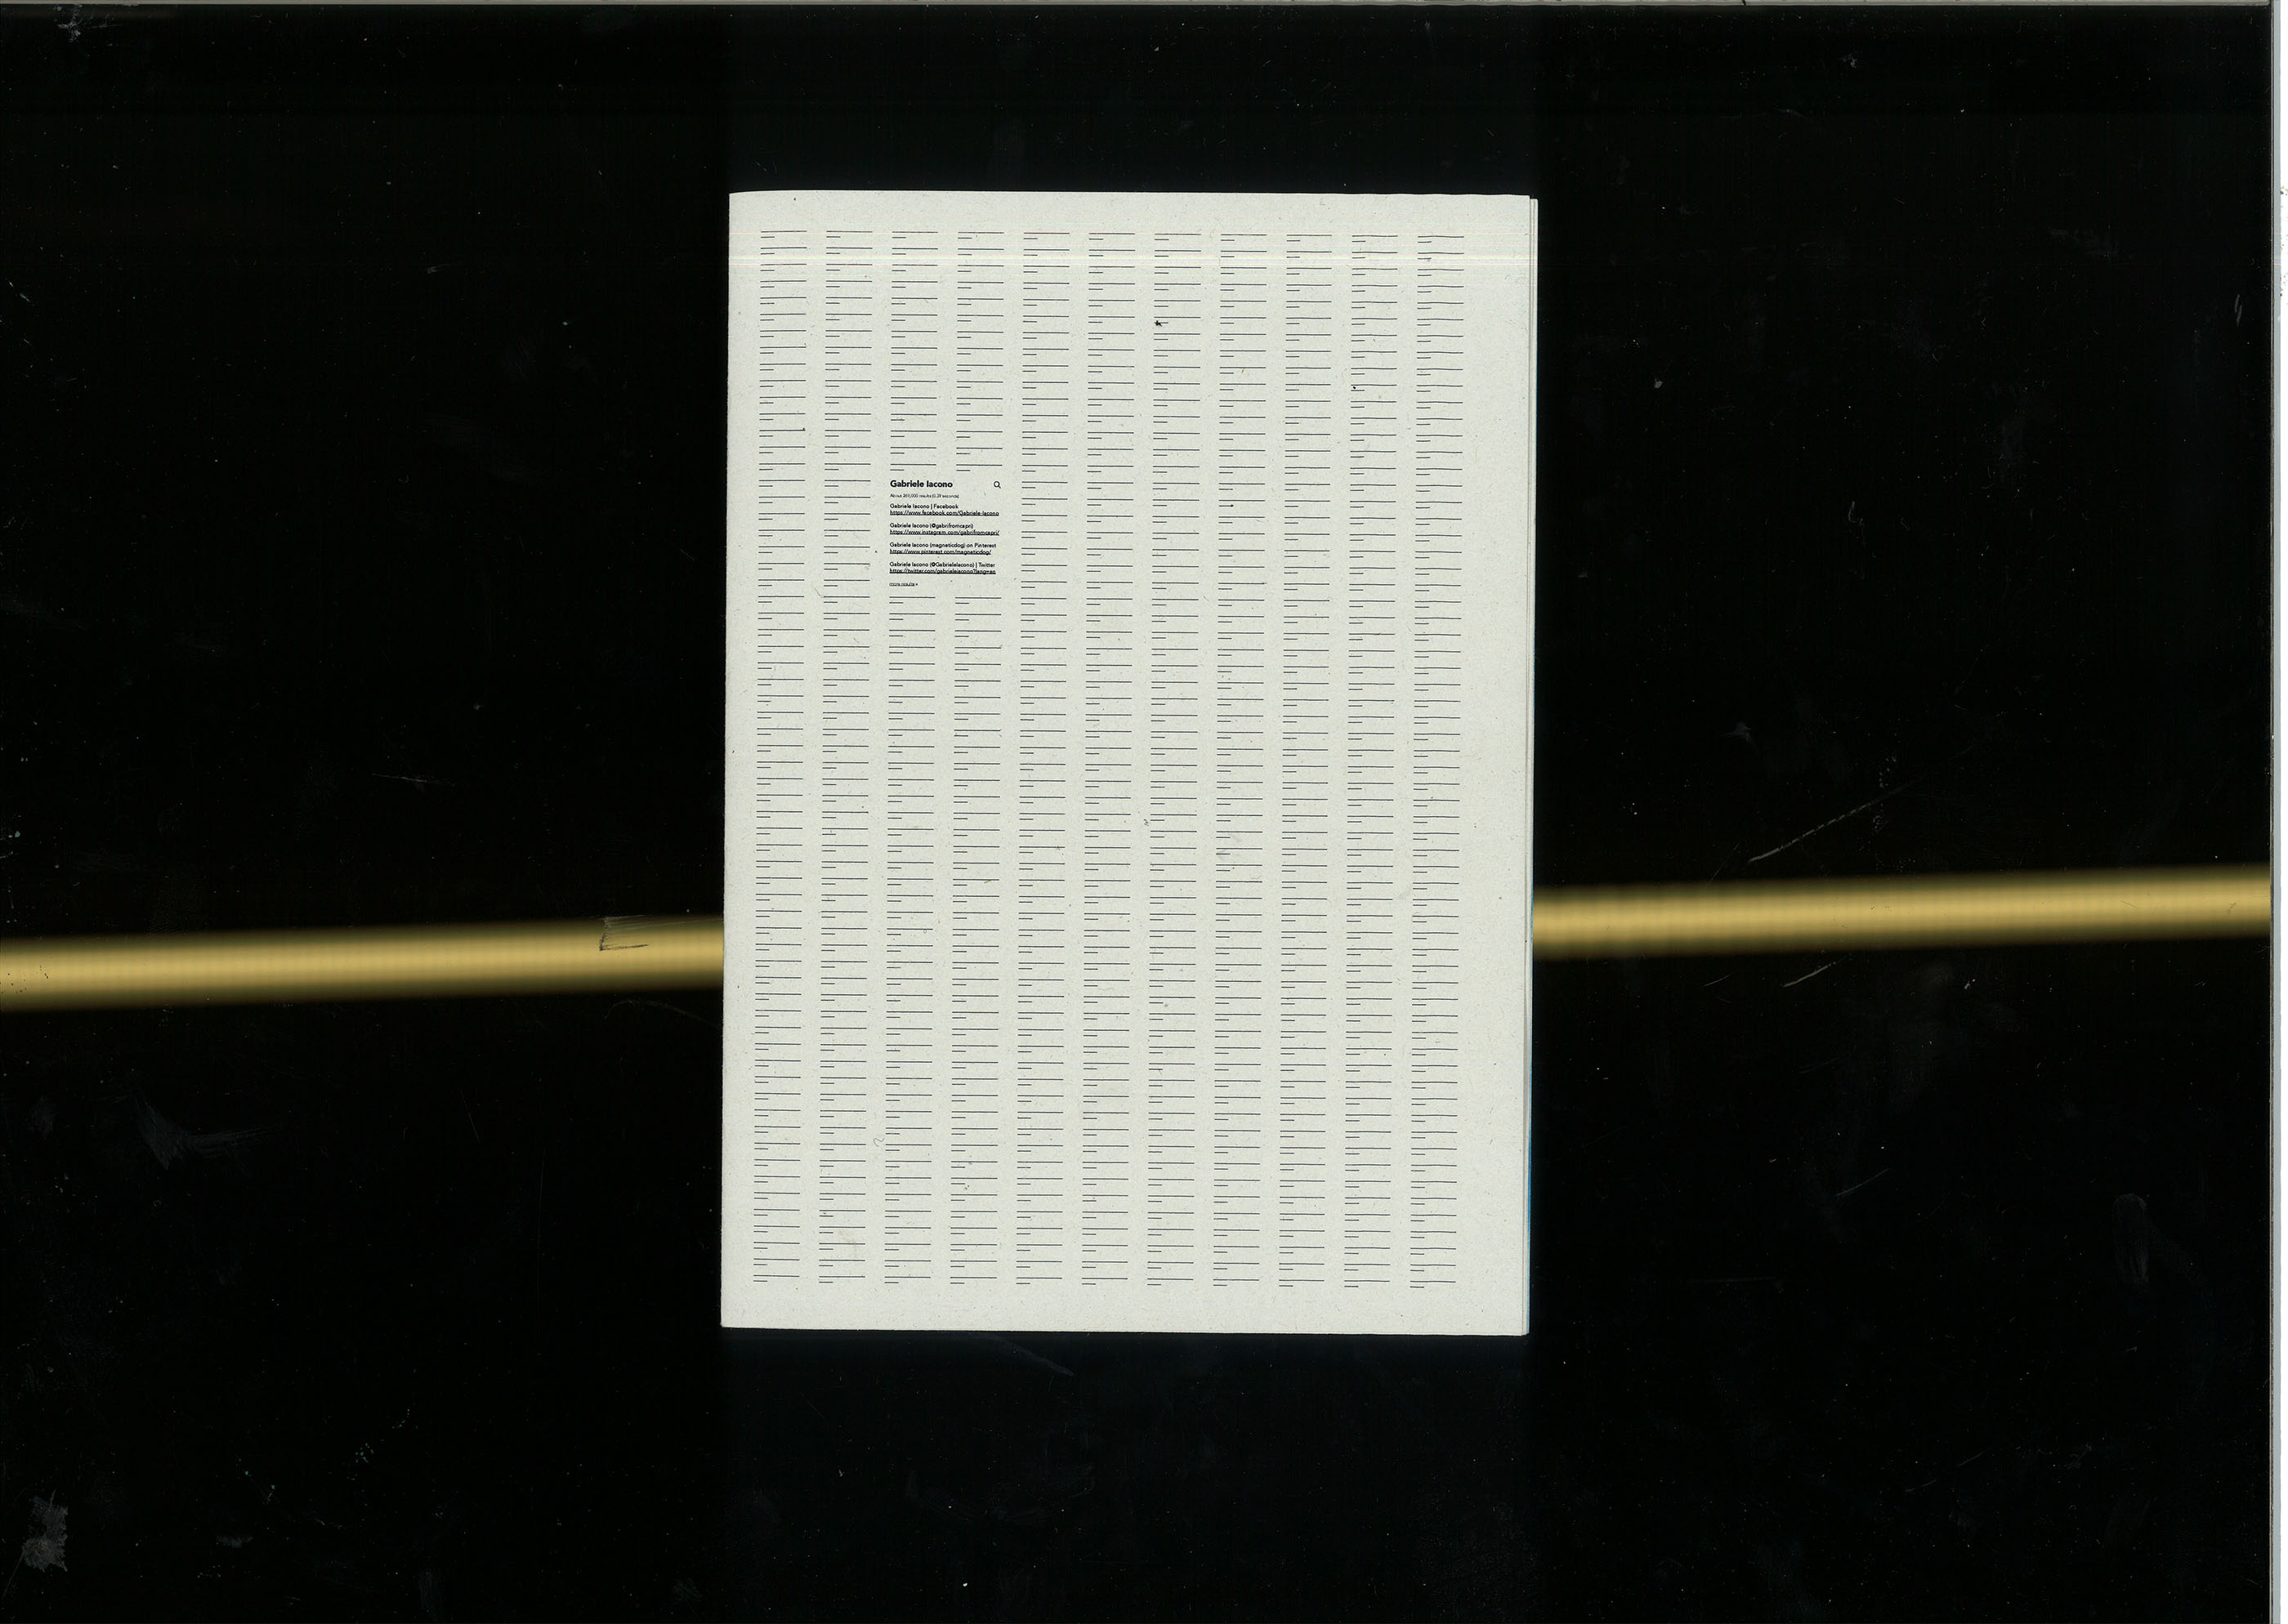 Gabriele Iacono
About 289,000 results (0.39 seconds)
Gabriele Iacono | Facebook
https://www.facebook.com/Gabriele-Iacono
Gabriele Iacono (@gabrifromcapri)
https://www.instagram.com/gabrifromcapri/
Gabriele Iacono (magneticdog) on Pinterest
https://www.pinterest.com/magneticdog/
Gabriele Iacono (@GabrieleIacono) | Twitter
https://twitter.com/gabrieleiacono?lang=en
more results